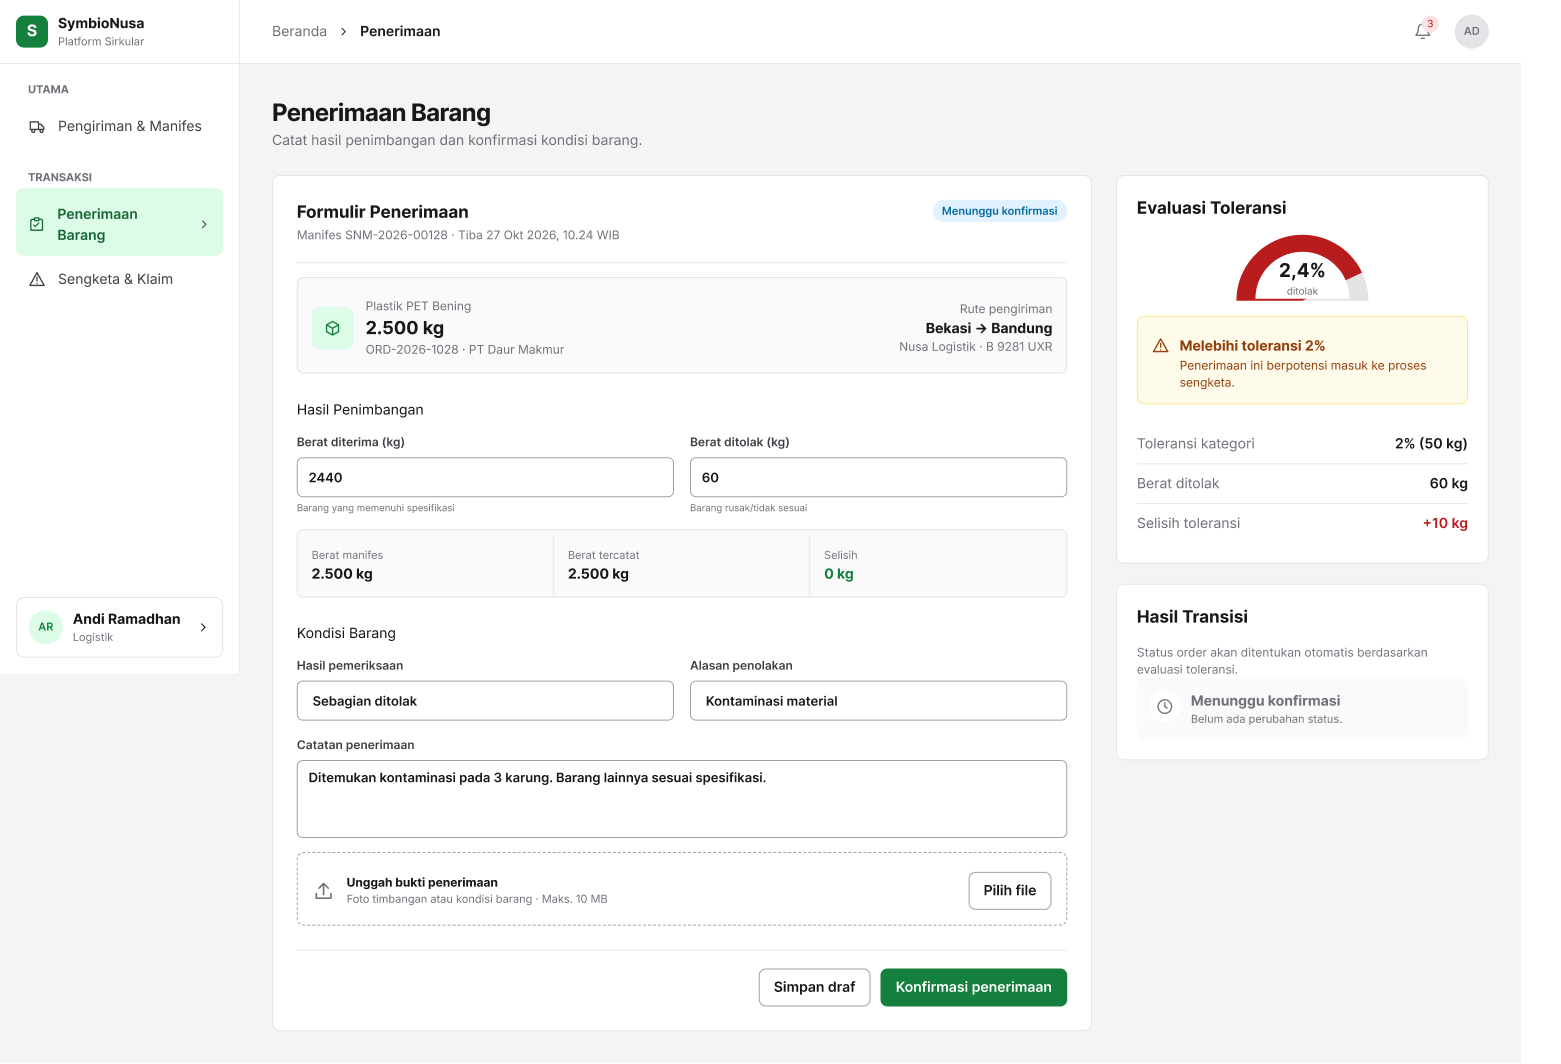 S
SymbioNusa
Platform Sirkular
Beranda
Penerimaan
3
AD
UTAMA
Pengiriman & Manifes
TRANSAKSI
Penerimaan
Barang
Sengketa & Klaim
AR
Andi Ramadhan
Logistik
Penerimaan Barang
Catat hasil penimbangan dan konfirmasi kondisi barang.
Formulir Penerimaan
Menunggu konfirmasi
Manifes SNM-2026-00128 · Tiba 27 Okt 2026, 10.24 WIB
Plastik PET Bening
2.500 kg
ORD-2026-1028 · PT Daur Makmur
Rute pengiriman
Bekasi → Bandung
Nusa Logistik · B 9281 UXR
Hasil Penimbangan
Berat diterima (kg)
2440
Barang yang memenuhi spesifikasi
Berat ditolak (kg)
60
Barang rusak/tidak sesuai
Berat manifes
2.500 kg
Berat tercatat
2.500 kg
Selisih
0 kg
Kondisi Barang
Hasil pemeriksaan
Sebagian ditolak
Alasan penolakan
Kontaminasi material
Catatan penerimaan
Ditemukan kontaminasi pada 3 karung. Barang lainnya sesuai spesifikasi.
Unggah bukti penerimaan
Foto timbangan atau kondisi barang · Maks. 10 MB
Pilih file
Simpan draf
Konfirmasi penerimaan
Evaluasi Toleransi
2,4%
ditolak
Melebihi toleransi 2%
Penerimaan ini berpotensi masuk ke proses
sengketa.
Toleransi kategori
2% (50 kg)
Berat ditolak
60 kg
Selisih toleransi
+10 kg
Hasil Transisi
Status order akan ditentukan otomatis berdasarkan
evaluasi toleransi.
Menunggu konfirmasi
Belum ada perubahan status.